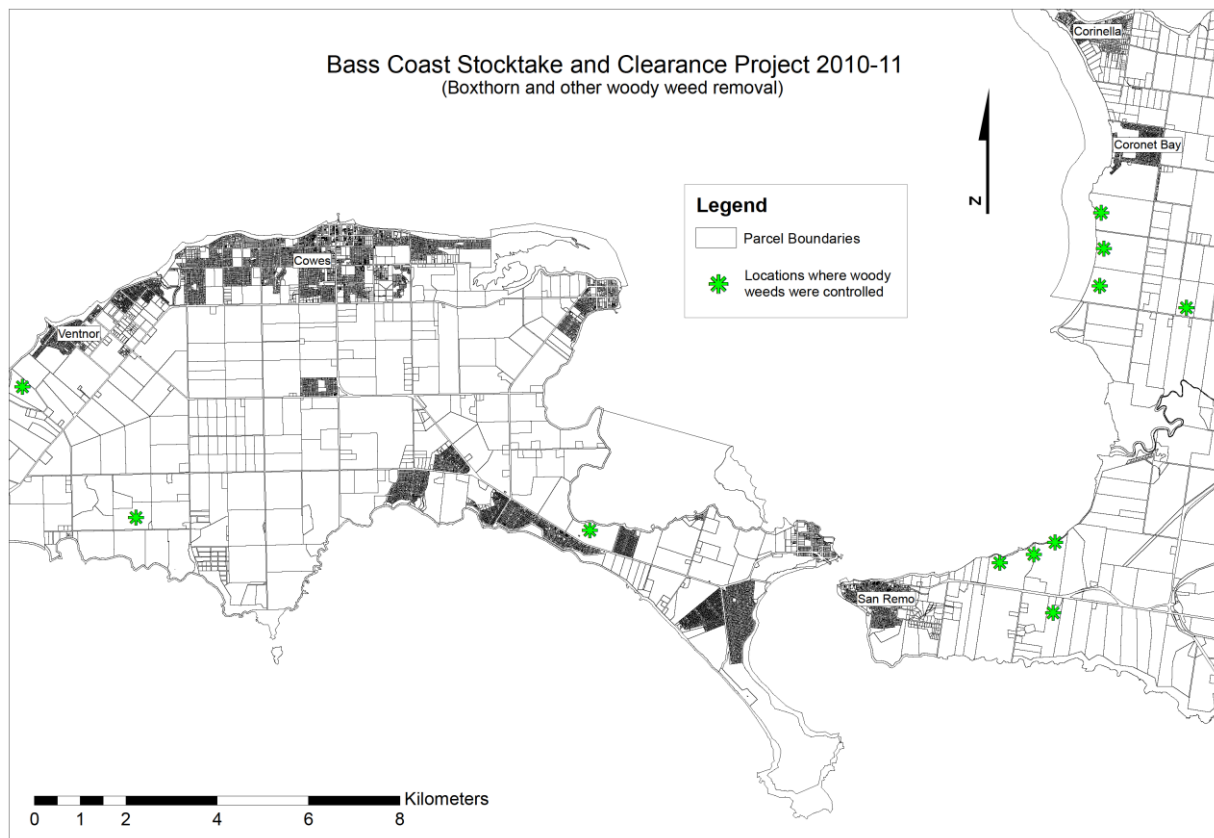 Bass Coast Stocktake and Clearance Project 2010-11
(Boxthorn and other woody weed removal)
Corinella
Coronet Bay
N
Legend
Parcel Boundaries
Locations where woody
weeds were controlled
Cowes
Ventnor
San Remo
Kilometers
0 1 2 4 6 8